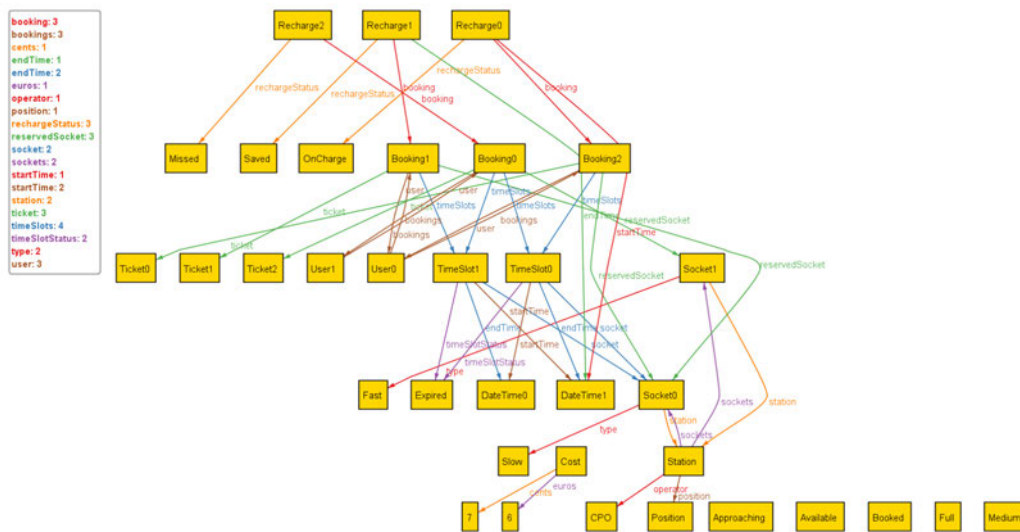 booking: 3
bookings: 3
cents: 1
endTime: 1
endTime: 2
euros: 1
operator: 1
position: 1
rechargeStatus: 3
reservedSocket: 3
socket: 2
sockets: 2
startTime: 1
startTime: 2
station: 2
ticket: 3
timeSlots: 4
timeSlotStatus: 2
type: 2
user: 3
Recharge2 Recharge1 Recharge0
rechargeStatus rechargeStatus rechargeStatus
booking
booking
Missed Saved OnCharge Booking1 Booking0 Booking2
user user timeSlots timeSlots
ticket ticket timeSlots timeSlots
bookings bookings endTime reservedSocket
user startTime
bookings
Ticket0 Ticket1 Ticket2 User1 User0 TimeSlot1 TimeSlot0 Socket1
reservedSocket reservedSocket
startTime
endTime endTime socket
timeSlotStatus startTime socket
timeSlotStatus
type
Fast Expired DateTime0 DateTime1 Socket0
sockets station
station
type sockets
Slow Cost Station
euros operator
cents position
7 6 CPO Position Approaching Available Booked Full Medium